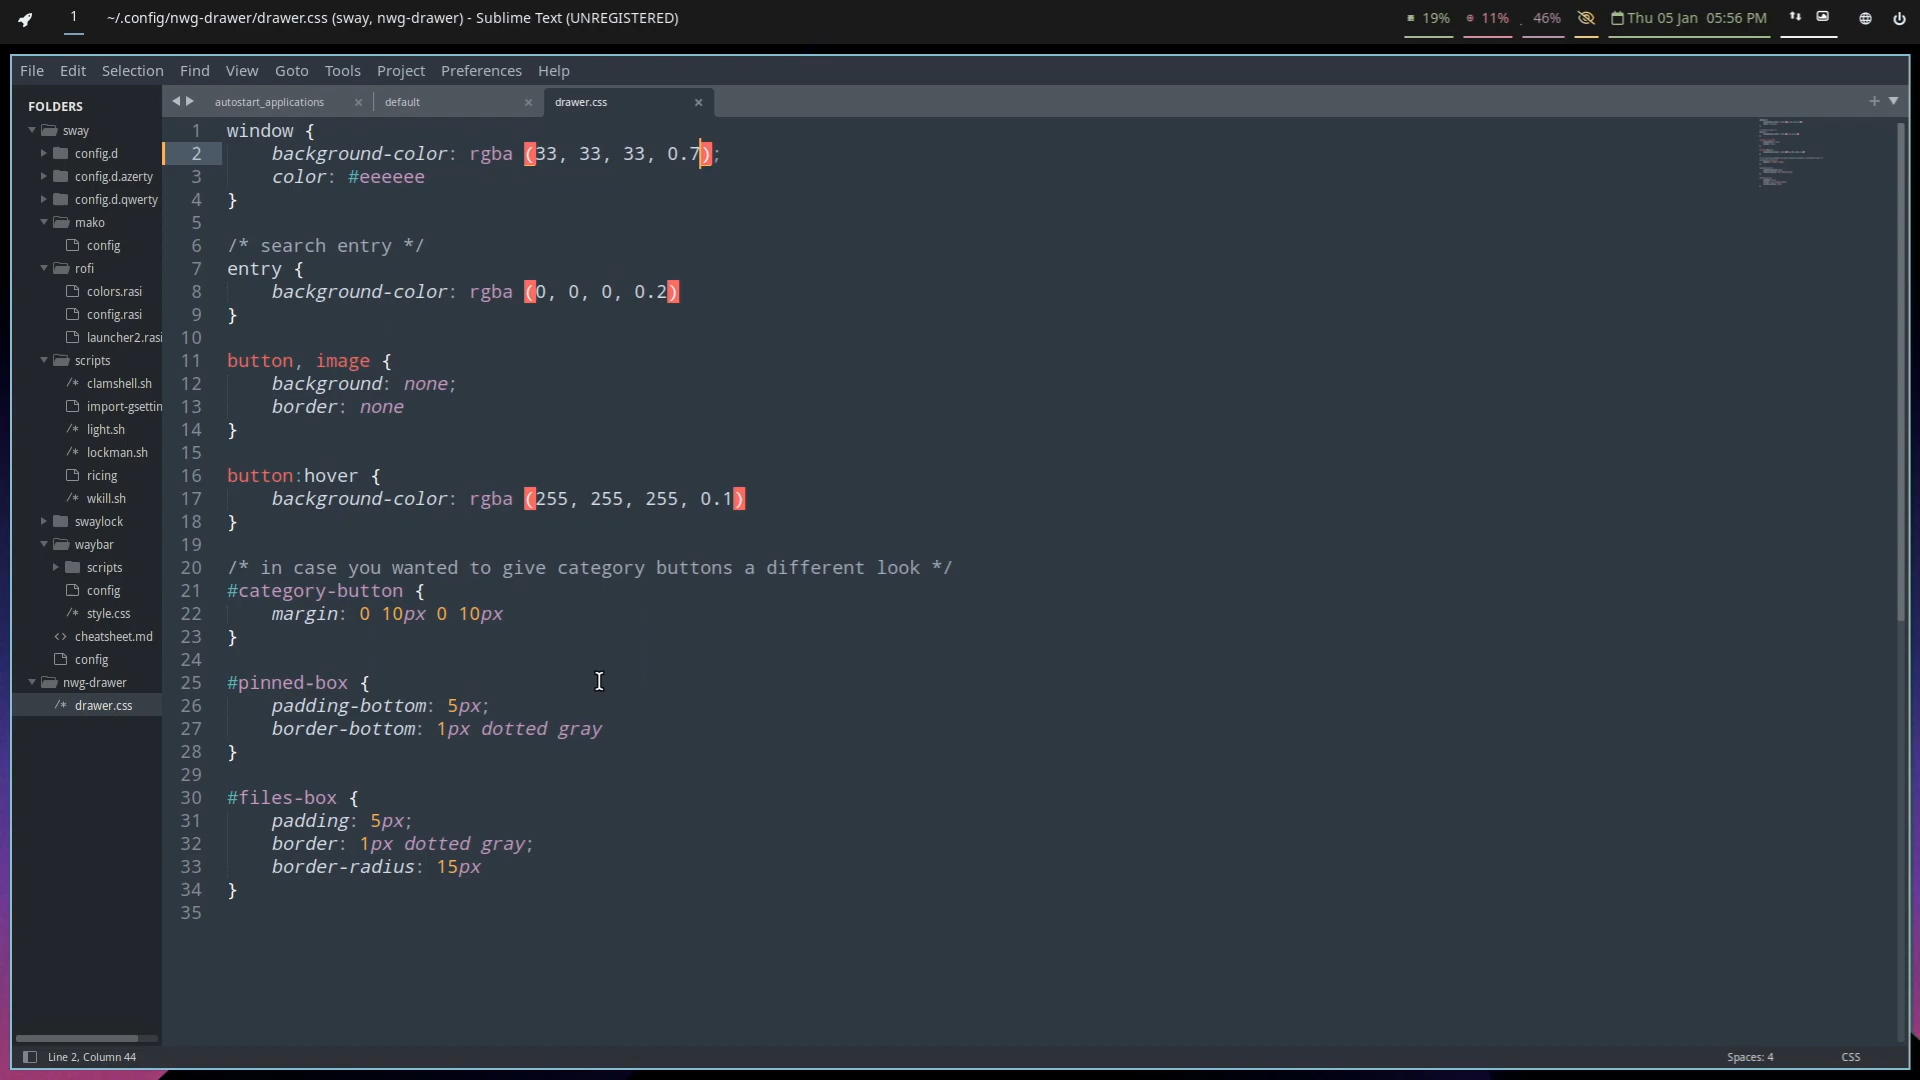 1 ~/.config/nwg-drawer/drawer.css (sway, nwg-drawer) - Sublime Text (UNREGISTERED) 19% 11% 46% Thu 05 Jan 05:56 PM
File Edit Selection Find View Goto Tools Project Preferences Help
FOLDERS
sway
config.d
config.d.azerty
config.d.qwerty
mako
config
rofi
colors.rasi
config.rasi
launcher2.rasi
scripts
/* clamshell.sh
import-gsettin
/* light.sh
/* lockman.sh
ricing
/* wkill.sh
swaylock
waybar
scripts
config
/* style.css
<> cheatsheet.md
config
nwg-drawer
/* drawer.css
autostart_applications × default × drawer.css ×
1 window {
2 background-color: rgba (33, 33, 33, 0.7);
3 color: #eeeeee
4 }
5
6 /* search entry */
7 entry {
8 background-color: rgba (0, 0, 0, 0.2)
9 }
10
11 button, image {
12 background: none;
13 border: none
14 }
15
16 button:hover {
17 background-color: rgba (255, 255, 255, 0.1)
18 }
19
20 /* in case you wanted to give category buttons a different look */
21 #category-button {
22 margin: 0 10px 0 10px
23 }
24
25 #pinned-box {
26 padding-bottom: 5px;
27 border-bottom: 1px dotted gray
28 }
29
30 #files-box {
31 padding: 5px;
32 border: 1px dotted gray;
33 border-radius: 15px
34 }
35
Line 2, Column 44 Spaces: 4 CSS